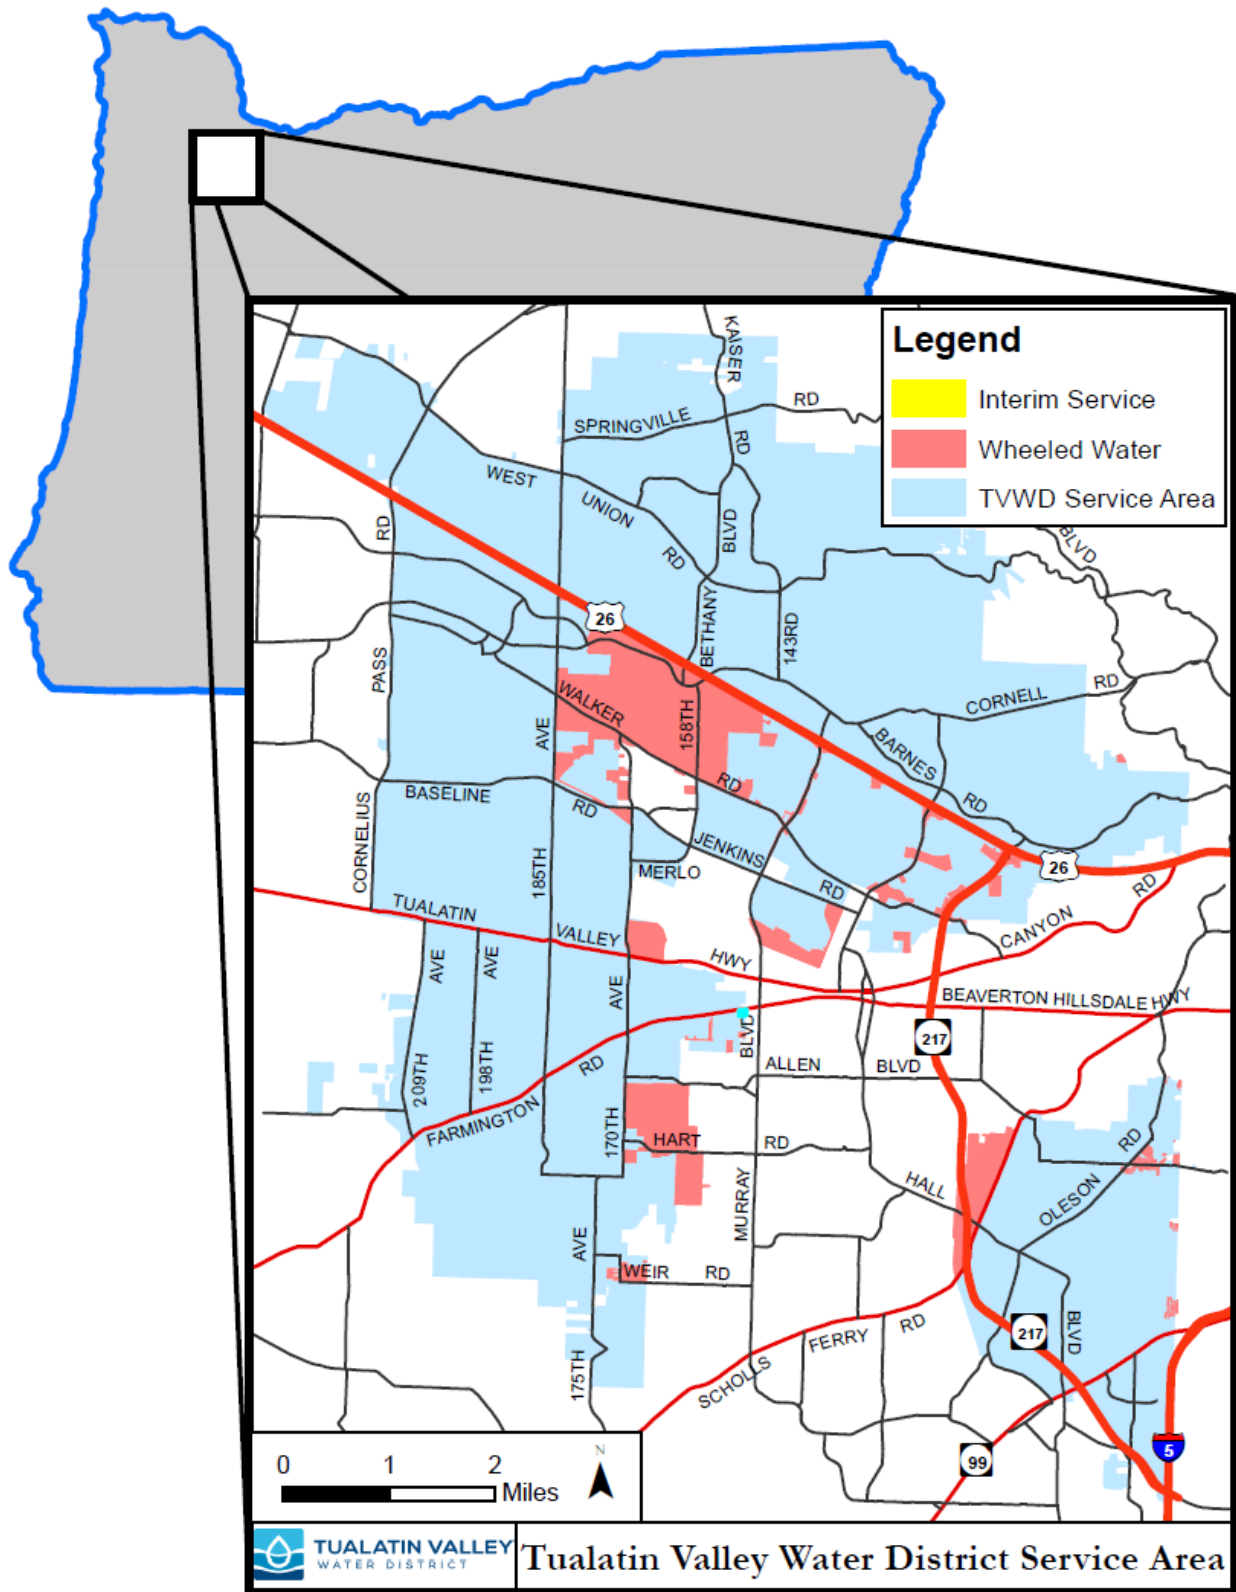 KAISER
RD
Legend
Interim Service
Wheeled Water
TVWD Service Area
SPRINGVILLE
RD
RD
WEST
UNION
RD
BLVD
BLVD
RD
26
BETHANY
143RD
PASS
WALKER
158TH
AVE
CORNELL
RD
BARNES
RD
RD
BASELINE
RD
CORNELIUS
JENKINS
RD
MERLO
185TH
26
RD
CANYON
TUALATIN
VALLEY
HWY
AVE
AVE
AVE
BEAVERTON HILLSDALE HWY
217
BLVD
ALLEN
BLVD
209TH
198TH
RD
FARMINGTON
170TH
HART
RD
HALL
OLESON
RD
MURRAY
AVE
WEIR
RD
217
BLVD
FERRY
RD
SCHOLLS
175TH
99
5
0 1 2
Miles
N
TUALATIN VALLEY
WATER DISTRICT
Tualatin Valley Water District Service Area